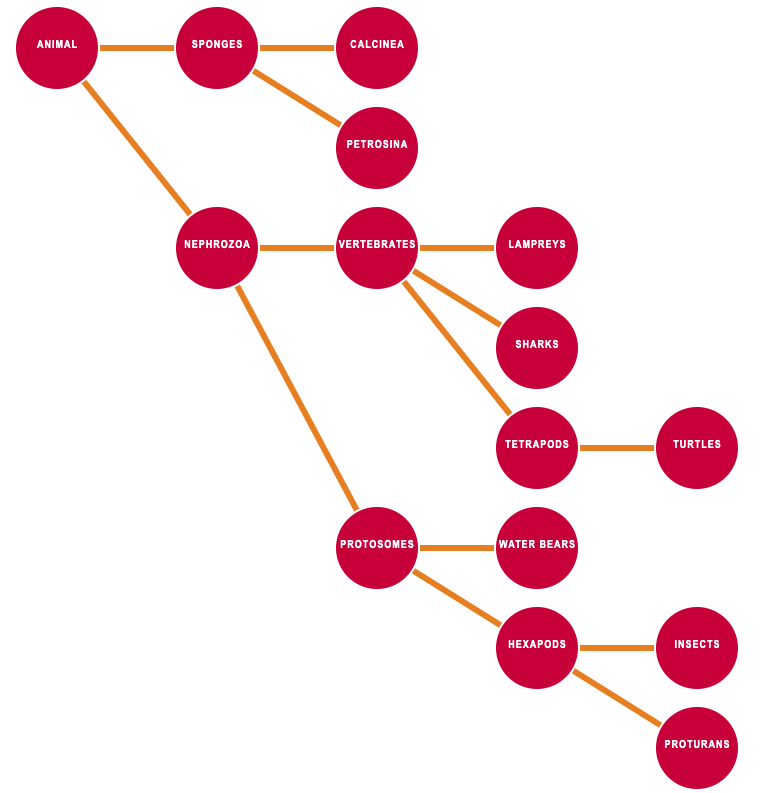 ANIMAL
SPONGES
CALCINEA
PETROSINA
NEPHROZOA
VERTEBRATES
LAMPREYS
SHARKS
TETRAPODS
TURTLES
PROTOSOMES
WATER BEARS
HEXAPODS
INSECTS
PROTURANS